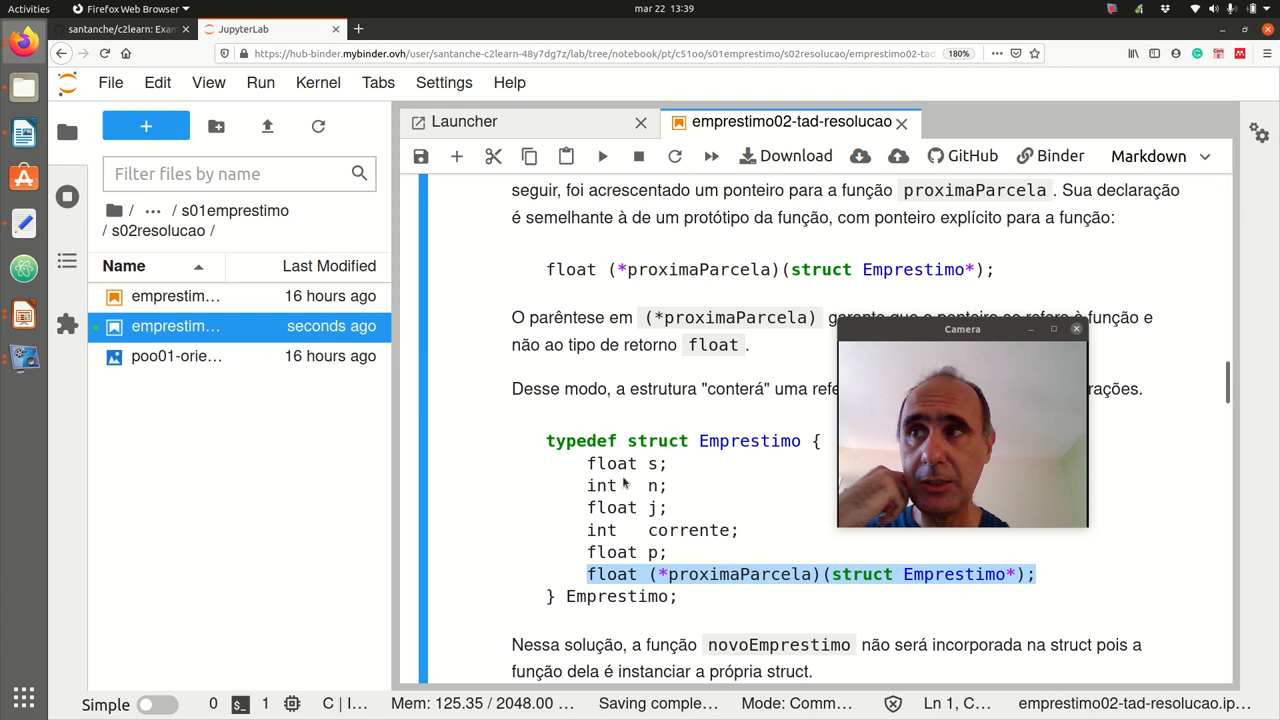 Activities
Firefox Web Browser
mar 22 13:39
santanche/c2learn: Exam
JupyterLab
https://hub-binder.mybinder.ovh/user/santanche-c2learn-48y7dg7z/lab/tree/notebook/pt/c51oo/s01emprestimo/s02resolucao/emprestimo02-tad-
180%
File Edit View Run Kernel Tabs Settings Help
Launcher
emprestimo02-tad-resolucao
Download
GitHub
Binder
Markdown
Filter files by name
/ ... / s01emprestimo
/ s02resolucao /
Name
Last Modified
emprestim... 16 hours ago
emprestim... seconds ago
poo01-orie... 16 hours ago
seguir, foi acrescentado um ponteiro para a função proximaParcela . Sua declaração
é semelhante à de um protótipo da função, com ponteiro explícito para a função:
float (*proximaParcela)(struct Emprestimo*);
O parêntese em (*proximaParcela) garante que o ponteiro se refere à função e
não ao tipo de retorno float .
Camera
Desse modo, a estrutura "conterá" uma refe rações.
typedef struct Emprestimo {
float s;
int n;
float j;
int corrente;
float p;
float (*proximaParcela)(struct Emprestimo*);
} Emprestimo;
Nessa solução, a função novoEmprestimo não será incorporada na struct pois a
função dela é instanciar a própria struct.
Simple
0
1
C | I...
Mem: 125.35 / 2048.00 ...
Saving comple...
Mode: Comm...
Ln 1, C...
emprestimo02-tad-resolucao.ip...